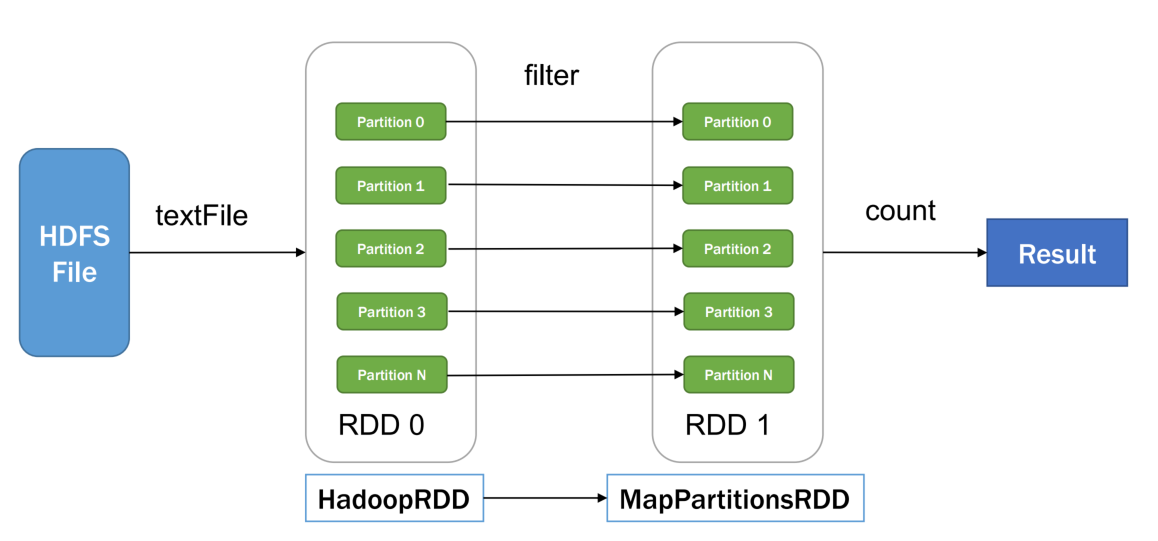 HDFS
File
textFile
Partition 0
Partition 1
Partition 2
Partition 3
Partition N
RDD 0
filter
Partition 0
Partition 1
Partition 2
Partition 3
Partition N
RDD 1
count
Result
HadoopRDD
MapPartitionsRDD